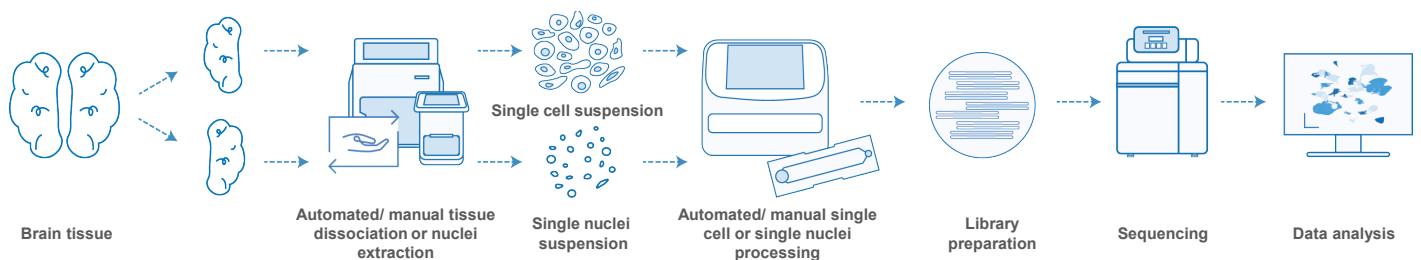 Single cell suspension
Brain tissue
Automated/ manual tissue
dissociation or nuclei
extraction
Single nuclei
suspension
Automated/ manual single
cell or single nuclei
processing
Library
preparation
Sequencing
Data analysis